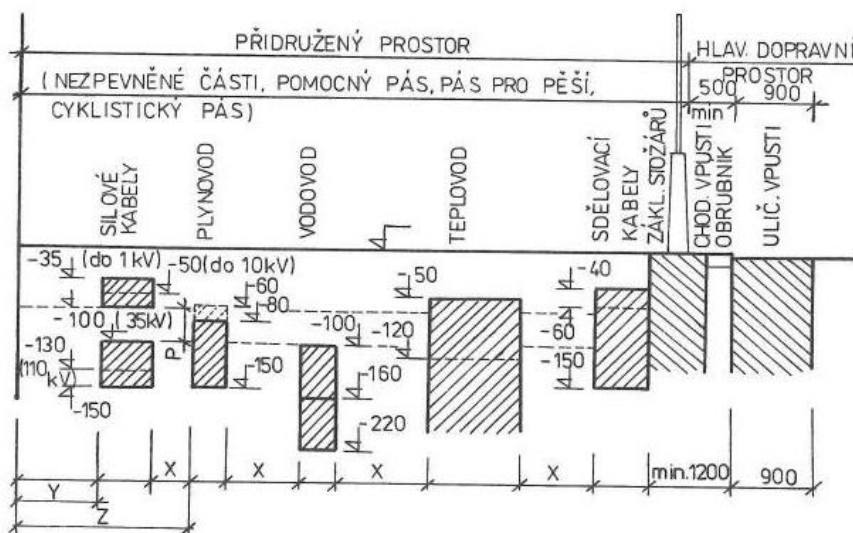 PŘIDRUŽENÝ PROSTOR
HLAV. DOPRAVNÍ
PROSTOR
(NEZPEVNĚNÉ ČÁSTI, POMOCNÝ PÁS, PÁS PRO PĚŠÍ,
CYKLISTICKÝ PÁS)
500
min
900
SILOVÉ
KABELY
PLYNOVOD
VODOVOD
TEPLOVOD
SDĚLOVACÍ
KABELY
ZÁKL. STOŽÁRŮ
CHOD. VPUSTI
OBRUBNÍK
ULIČ. VPUSTI
-35 (do 1kV)
-50 (do 10kV)
-60
-80
-50
-40
-100 (35kV)
-130
(110
kV)
-150
P
-150
-100
-160
-220
-120
-60
-150
X
X
X
X
min.1200
900
Y
Z